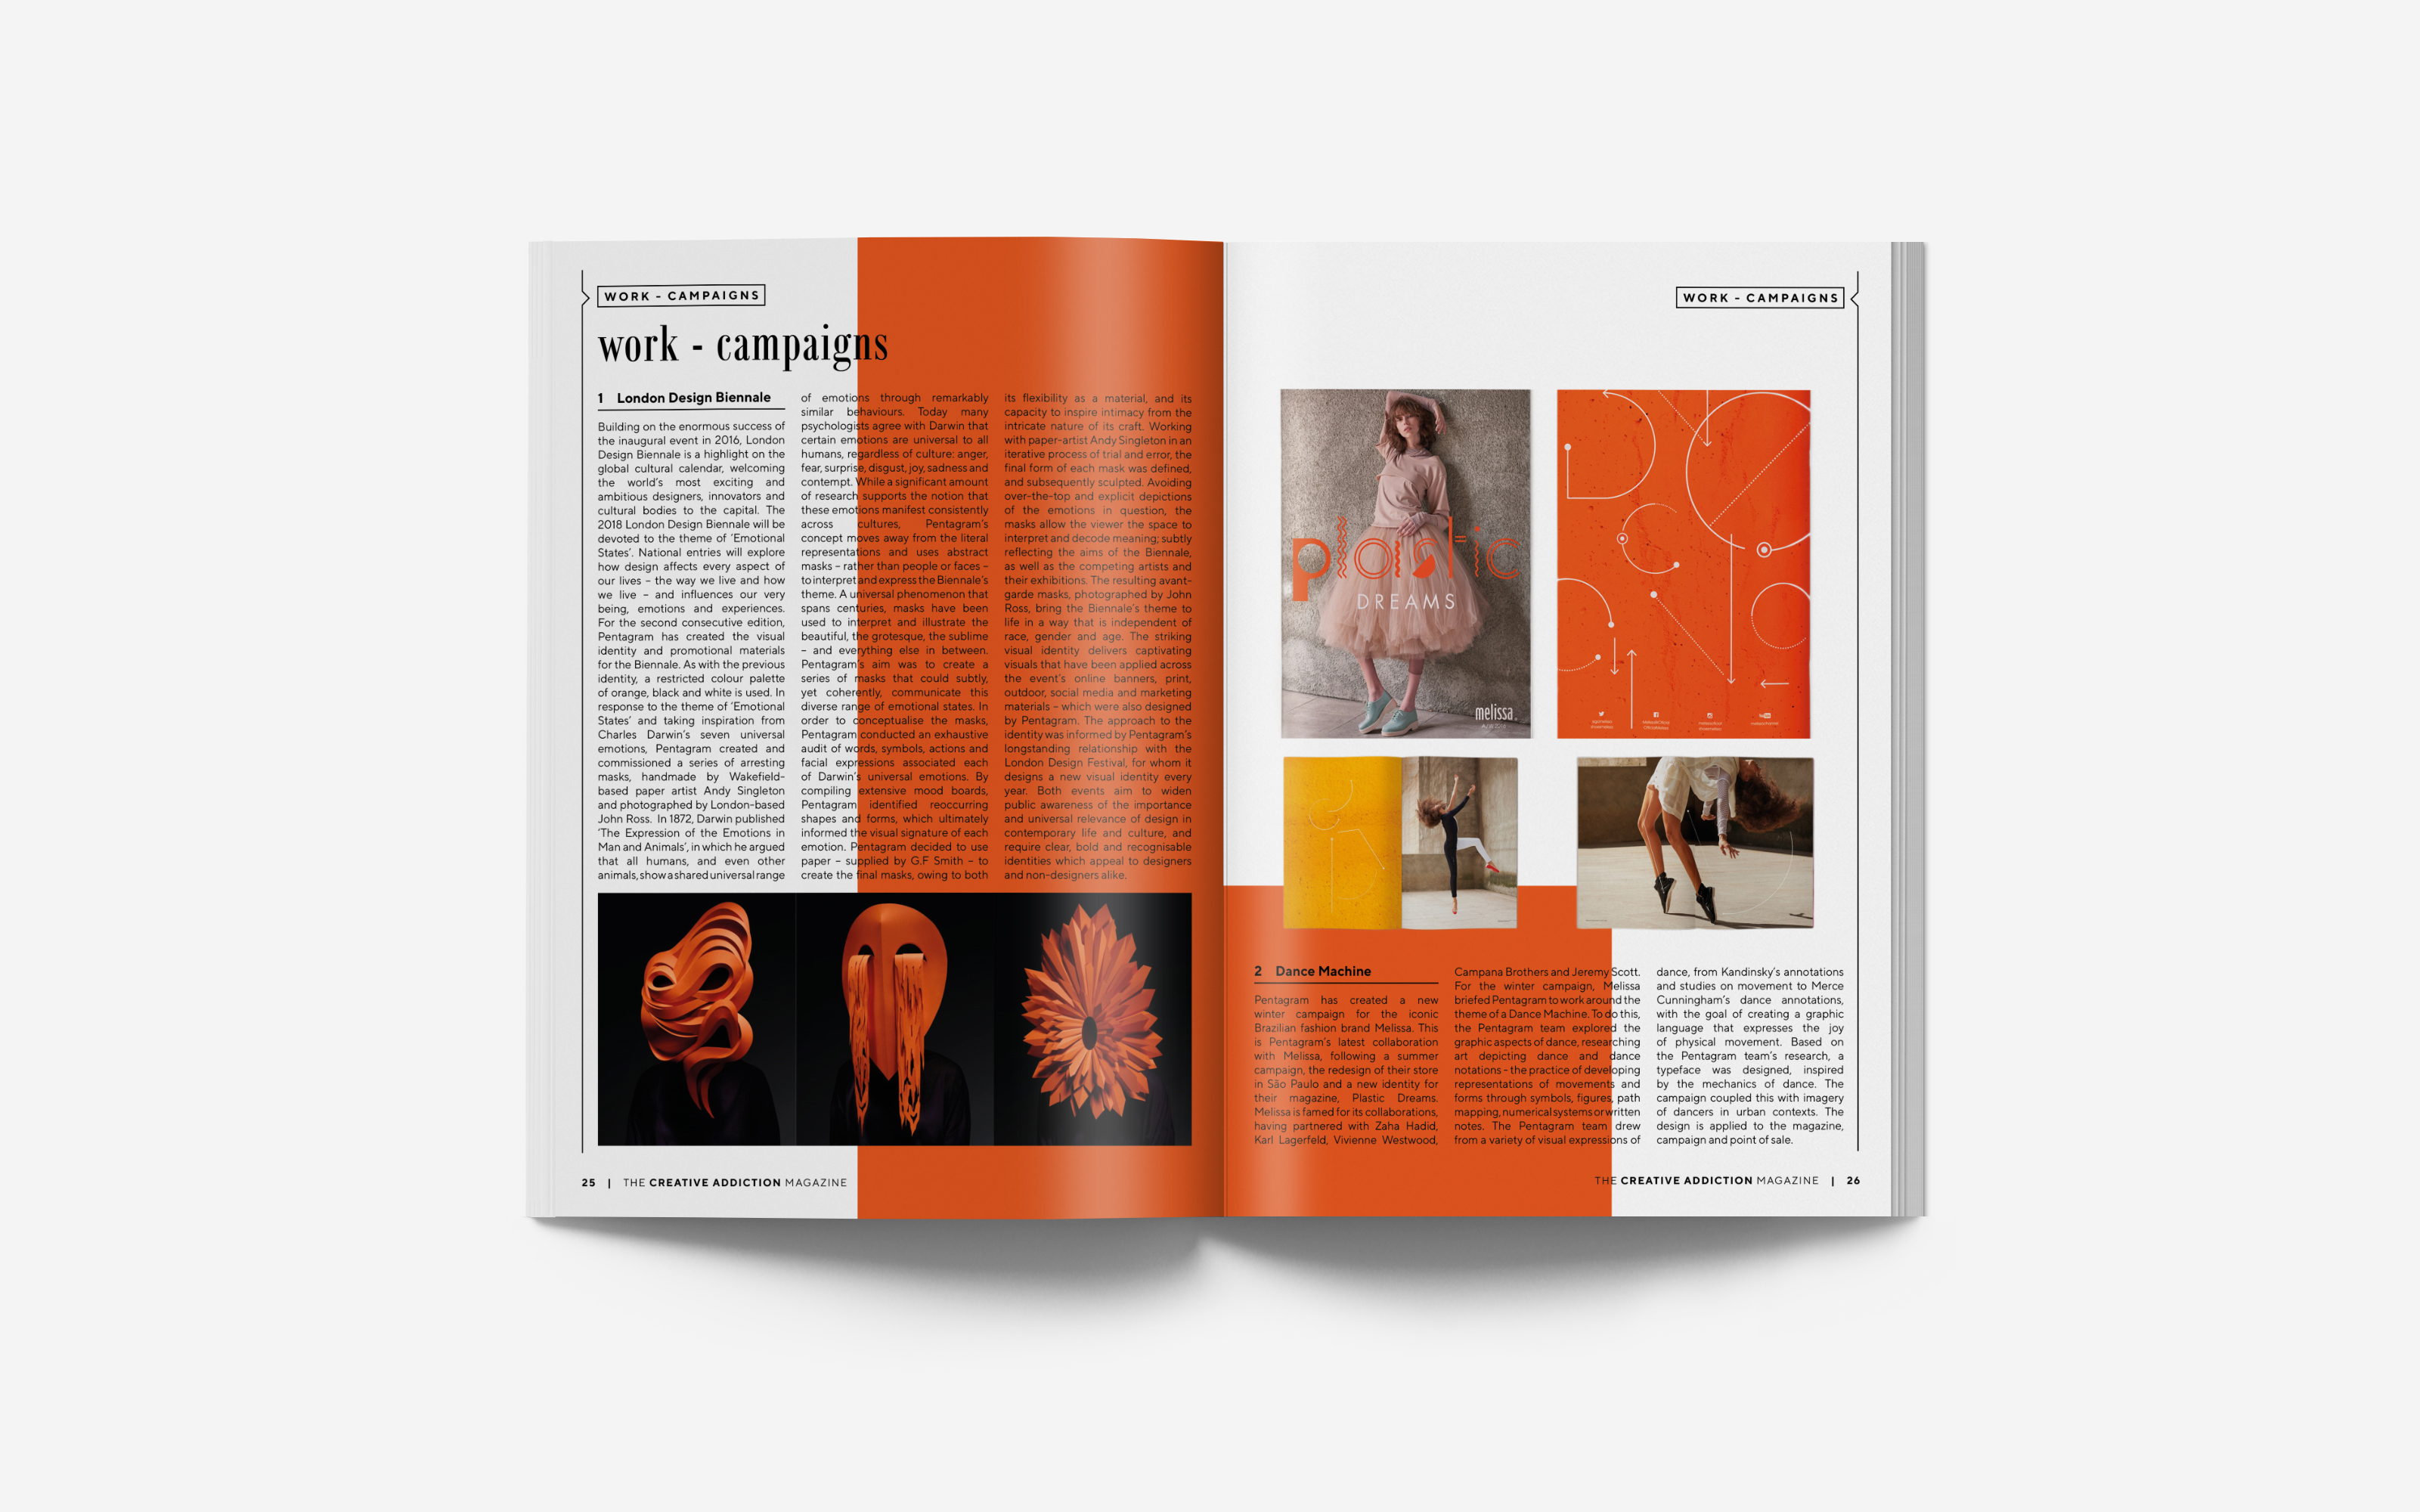 WORK - CAMPAIGNS
work - campaigns
1 London Design Biennale
Building on the enormous success of
the inaugural event in 2016, London
Design Biennale is a highlight on the
global cultural calendar, welcoming
the world's most exciting and
ambitious designers, innovators and
cultural bodies to the capital. The
2018 London Design Biennale will be
devoted to the theme of 'Emotional
States'. National entries will explore
how design affects every aspect of
our lives – the way we live and how
we live – and influences our very
being, emotions and experiences.
For the second consecutive edition,
Pentagram has created the visual
identity and promotional materials
for the Biennale. As with the previous
identity, a restricted colour palette
of orange, black and white is used. In
response to the theme of 'Emotional
States' and taking inspiration from
Charles Darwin's seven universal
emotions, Pentagram created and
commissioned a series of arresting
masks, handmade by Wakefield-
based paper artist Andy Singleton
and photographed by London-based
John Ross. In 1872, Darwin published
'The Expression of the Emotions in
Man and Animals', in which he argued
that all humans, and even other
animals, show a shared universal range
of emotions through remarkably
similar behaviours. Today many
psychologists agree with Darwin that
certain emotions are universal to all
humans, regardless of culture: anger,
fear, surprise, disgust, joy, sadness and
contempt. While a significant amount
of research supports the notion that
these emotions manifest consistently
across cultures, Pentagram's
concept moves away from the literal
representations and uses abstract
masks – rather than people or faces –
to interpret and express the Biennale's
theme. A universal phenomenon that
spans centuries, masks have been
used to interpret and illustrate the
beautiful, the grotesque, the sublime
– and everything else in between.
Pentagram's aim was to create a
series of masks that could subtly,
yet coherently, communicate this
diverse range of emotional states. In
order to conceptualise the masks,
Pentagram conducted an exhaustive
audit of words, symbols, actions and
facial expressions associated each
of Darwin's universal emotions. By
compiling extensive mood boards,
Pentagram identified reoccurring
shapes and forms, which ultimately
informed the visual signature of each
emotion. Pentagram decided to use
paper – supplied by G.F Smith – to
create the final masks, owing to both
its flexibility as a material, and its
capacity to inspire intimacy from the
intricate nature of its craft. Working
with paper-artist Andy Singleton in an
iterative process of trial and error, the
final form of each mask was defined,
and subsequently sculpted. Avoiding
over-the-top and explicit depictions
of the emotions in question, the
masks allow the viewer the space to
interpret and decode meaning; subtly
reflecting the aims of the Biennale,
as well as the competing artists and
their exhibitions. The resulting avant-
garde masks, photographed by John
Ross, bring the Biennale's theme to
life in a way that is independent of
race, gender and age. The striking
visual identity delivers captivating
visuals that have been applied across
the event's online banners, print,
outdoor, social media and marketing
materials – which were also designed
by Pentagram. The approach to the
identity was informed by Pentagram's
longstanding relationship with the
London Design Festival, for whom it
designs a new visual identity every
year. Both events aim to widen
public awareness of the importance
and universal relevance of design in
contemporary life and culture, and
require clear, bold and recognisable
identities which appeal to designers
and non-designers alike.
25 | THE CREATIVE ADDICTION MAGAZINE
WORK - CAMPAIGNS
plastic
DREAMS
melissa
2 Dance Machine
Pentagram has created a new
winter campaign for the iconic
Brazilian fashion brand Melissa. This
is Pentagram's latest collaboration
with Melissa, following a summer
campaign, the redesign of their store
in São Paulo and a new identity for
their magazine, Plastic Dreams.
Melissa is famed for its collaborations,
having partnered with Zaha Hadid,
Karl Lagerfeld, Vivienne Westwood,
Campana Brothers and Jeremy Scott.
For the winter campaign, Melissa
briefed Pentagram to work around the
theme of a Dance Machine. To do this,
the Pentagram team explored the
graphic aspects of dance, researching
art depicting dance and dance
notations - the practice of developing
representations of movements and
forms through symbols, figures, path
mapping, numerical systems or written
notes. The Pentagram team drew
from a variety of visual expressions of
dance, from Kandinsky's annotations
and studies on movement to Merce
Cunningham's dance annotations,
with the goal of creating a graphic
language that expresses the joy
of physical movement. Based on
the Pentagram team's research, a
typeface was designed, inspired
by the mechanics of dance. The
campaign coupled this with imagery
of dancers in urban contexts. The
design is applied to the magazine,
campaign and point of sale.
THE CREATIVE ADDICTION MAGAZINE | 26